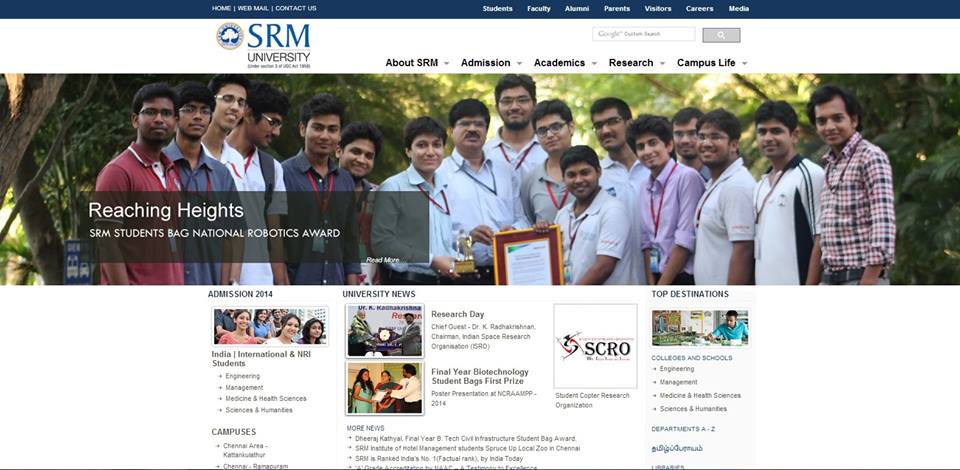 HOME | WEB MAIL | CONTACT US
Students Faculty Alumni Parents Visitors Careers Media
SRM
UNIVERSITY
(Under section 3 of UGC Act 1956)
Google™ Custom Search
About SRM Admission Academics Research Campus Life
Reaching Heights
SRM STUDENTS BAG NATIONAL ROBOTICS AWARD
Read More
ADMISSION 2014
India | International & NRI
Students
Engineering
Management
Medicine & Health Sciences
Sciences & Humanities
CAMPUSES
Chennai Area -
Kattankulathur
Chennai - Ramapuram
UNIVERSITY NEWS
Dr. K. Radhakrishna
Research Day
Chief Guest - Dr. K. Radhakrishnan,
Chairman, Indian Space Research
Organisation (ISRO)
Final Year Biotechnology
Student Bags First Prize
Poster Presentation at NCRAAMPP -
2014
SCRO
Student Copter Research
Organization
MORE NEWS
Dheeraj Kathyal, Final Year B. Tech Civil Infrastructure Student Bag Award.
SRM Institute of Hotel Management students Spruce Up Local Zoo in Chennai
SRM is Ranked India's No. 1(Factual rank), by India Today
'A' Grade Accreditation by NAAC – A Testimony to Excellence
TOP DESTINATIONS
COLLEGES AND SCHOOLS
Engineering
Management
Medicine & Health Sciences
Sciences & Humanities
DEPARTMENTS A - Z
தமிழ்ப்பேராயம்
LIBRARIES